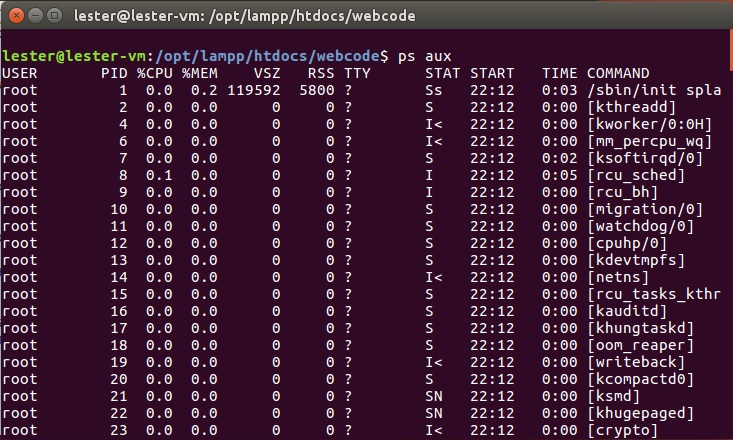 lester@lester-vm: /opt/lampp/htdocs/webcode
lester@lester-vm:/opt/lampp/htdocs/webcode$ ps aux
USER PID %CPU %MEM VSZ RSS TTY STAT START TIME COMMAND
root 1 0.0 0.2 119592 5800 ? Ss 22:12 0:03 /sbin/init spla
root 2 0.0 0.0 0 0 ? S 22:12 0:00 [kthreadd]
root 4 0.0 0.0 0 0 ? I< 22:12 0:00 [kworker/0:0H]
root 6 0.0 0.0 0 0 ? I< 22:12 0:00 [mm_percpu_wq]
root 7 0.0 0.0 0 0 ? S 22:12 0:02 [ksoftirqd/0]
root 8 0.1 0.0 0 0 ? I 22:12 0:05 [rcu_sched]
root 9 0.0 0.0 0 0 ? I 22:12 0:00 [rcu_bh]
root 10 0.0 0.0 0 0 ? S 22:12 0:00 [migration/0]
root 11 0.0 0.0 0 0 ? S 22:12 0:00 [watchdog/0]
root 12 0.0 0.0 0 0 ? S 22:12 0:00 [cpuhp/0]
root 13 0.0 0.0 0 0 ? S 22:12 0:00 [kdevtmpfs]
root 14 0.0 0.0 0 0 ? I< 22:12 0:00 [netns]
root 15 0.0 0.0 0 0 ? S 22:12 0:00 [rcu_tasks_kthr
root 16 0.0 0.0 0 0 ? S 22:12 0:00 [kauditd]
root 17 0.0 0.0 0 0 ? S 22:12 0:00 [khungtaskd]
root 18 0.0 0.0 0 0 ? S 22:12 0:00 [oom_reaper]
root 19 0.0 0.0 0 0 ? I< 22:12 0:00 [writeback]
root 20 0.0 0.0 0 0 ? S 22:12 0:00 [kcompactd0]
root 21 0.0 0.0 0 0 ? SN 22:12 0:00 [ksmd]
root 22 0.0 0.0 0 0 ? SN 22:12 0:00 [khugepaged]
root 23 0.0 0.0 0 0 ? I< 22:12 0:00 [crypto]